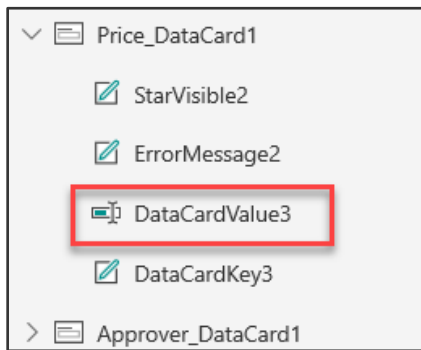 Price_DataCard1
StarVisible2
ErrorMessage2
DataCardValue3
DataCardKey3
Approver_DataCard1